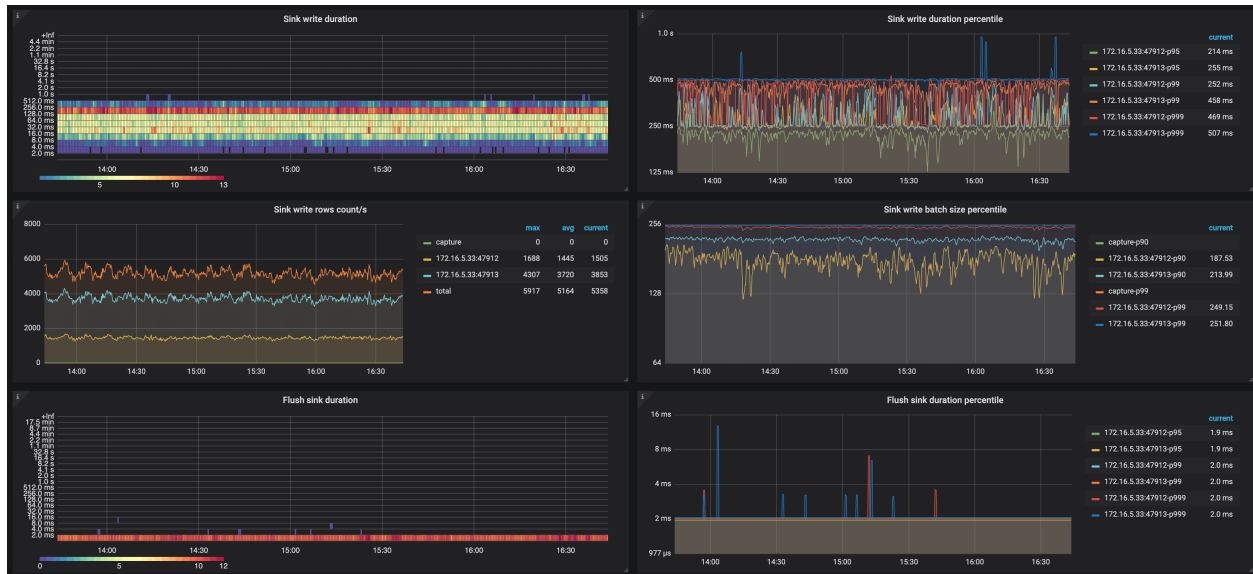 Sink write duration
+Inf
4.4 min
2.2 min
1.1 min
32.8 s
16.4 s
8.2 s
4.1 s
2.0 s
1.0 s
512.0 ms
256.0 ms
128.0 ms
64.0 ms
32.0 ms
16.0 ms
8.0 ms
4.0 ms
2.0 ms
14:00 14:30 15:00 15:30 16:00 16:30
5 10 13
Sink write duration percentile
1.0 s
500 ms
250 ms
125 ms
14:00 14:30 15:00 15:30 16:00 16:30
current
172.16.5.33:47912-p95 214 ms
172.16.5.33:47913-p95 255 ms
172.16.5.33:47912-p99 252 ms
172.16.5.33:47913-p99 458 ms
172.16.5.33:47912-p999 469 ms
172.16.5.33:47913-p999 507 ms
Sink write rows count/s
8000
6000
4000
2000
0
14:00 14:30 15:00 15:30 16:00 16:30
max avg current
capture 0 0 0
172.16.5.33:47912 1688 1445 1505
172.16.5.33:47913 4307 3720 3853
total 5917 5164 5358
Sink write batch size percentile
256
128
64
14:00 14:30 15:00 15:30 16:00 16:30
current
capture-p90
172.16.5.33:47912-p90 187.53
172.16.5.33:47913-p90 213.99
capture-p99
172.16.5.33:47912-p99 249.15
172.16.5.33:47913-p99 251.80
Flush sink duration
+Inf
17.5 min
8.7 min
4.4 min
2.2 min
1.1 min
32.8 s
16.4 s
8.2 s
4.1 s
2.0 s
1.0 s
512.0 ms
256.0 ms
128.0 ms
64.0 ms
32.0 ms
16.0 ms
8.0 ms
4.0 ms
2.0 ms
14:00 14:30 15:00 15:30 16:00 16:30
0 5 10 12
Flush sink duration percentile
16 ms
8 ms
4 ms
2 ms
977 µs
14:00 14:30 15:00 15:30 16:00 16:30
current
172.16.5.33:47912-p95 1.9 ms
172.16.5.33:47913-p95 1.9 ms
172.16.5.33:47912-p99 2.0 ms
172.16.5.33:47913-p99 2.0 ms
172.16.5.33:47912-p999 2.0 ms
172.16.5.33:47913-p999 2.0 ms